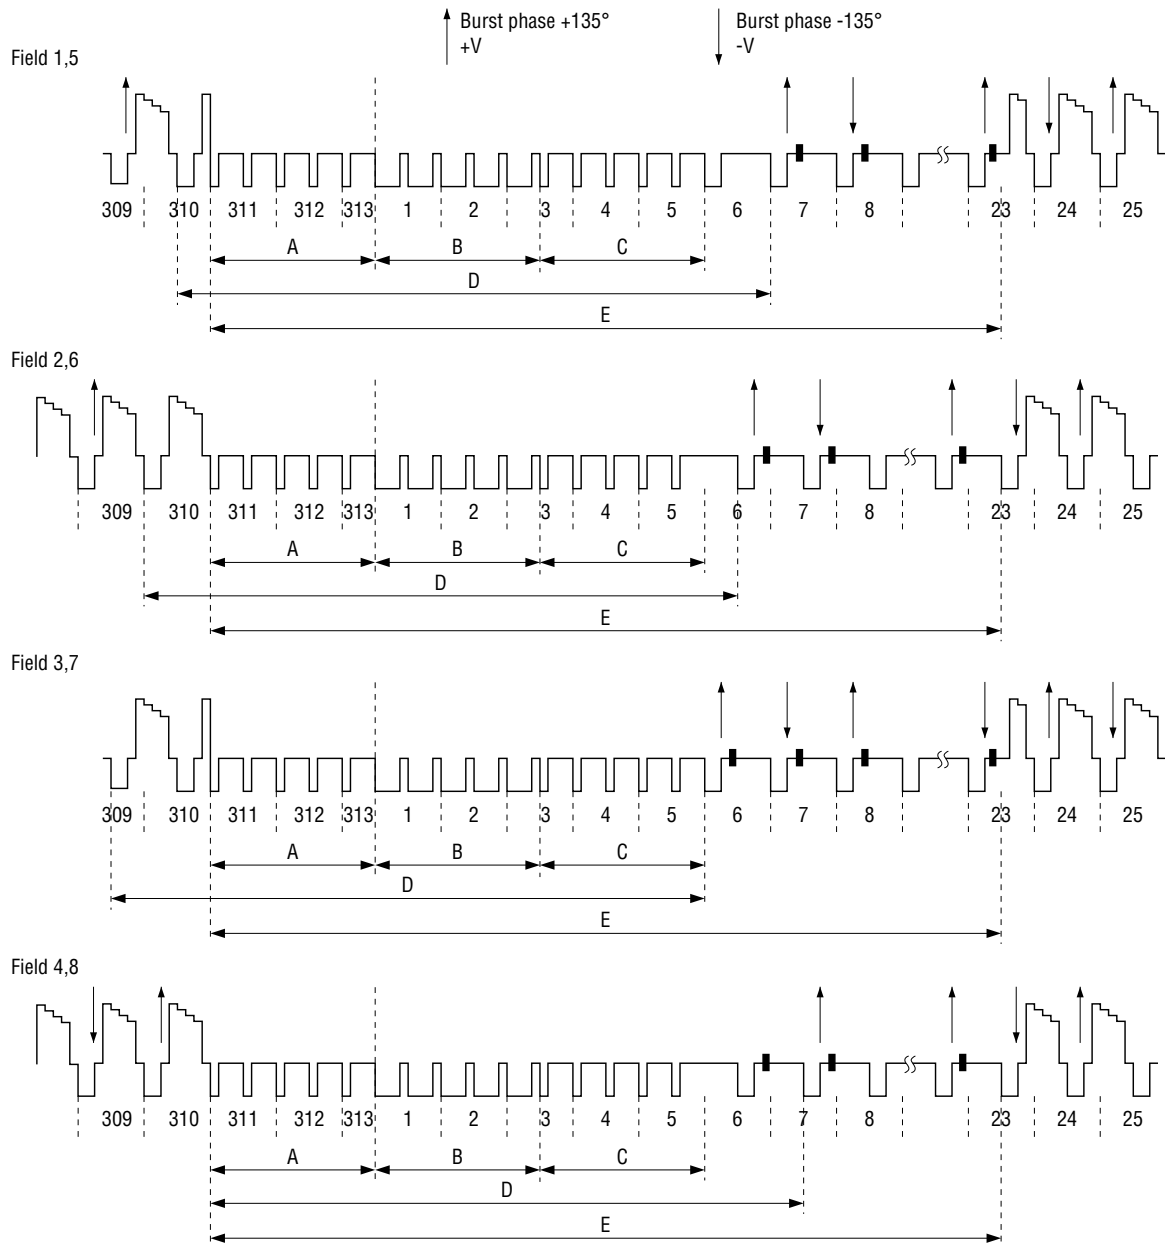 Burst phase +135°
+V
Burst phase -135°
-V
Field 1,5
309 310 311 312 313 1 2 3 4 5 6 7 8 23 24 25
A B C
D
E
Field 2,6
309 310 311 312 313 1 2 3 4 5 6 7 8 23 24 25
A B C
D
E
Field 3,7
309 310 311 312 313 1 2 3 4 5 6 7 8 23 24 25
A B C
D
E
Field 4,8
309 310 311 312 313 1 2 3 4 5 6 7 8 23 24 25
A B C
D
E